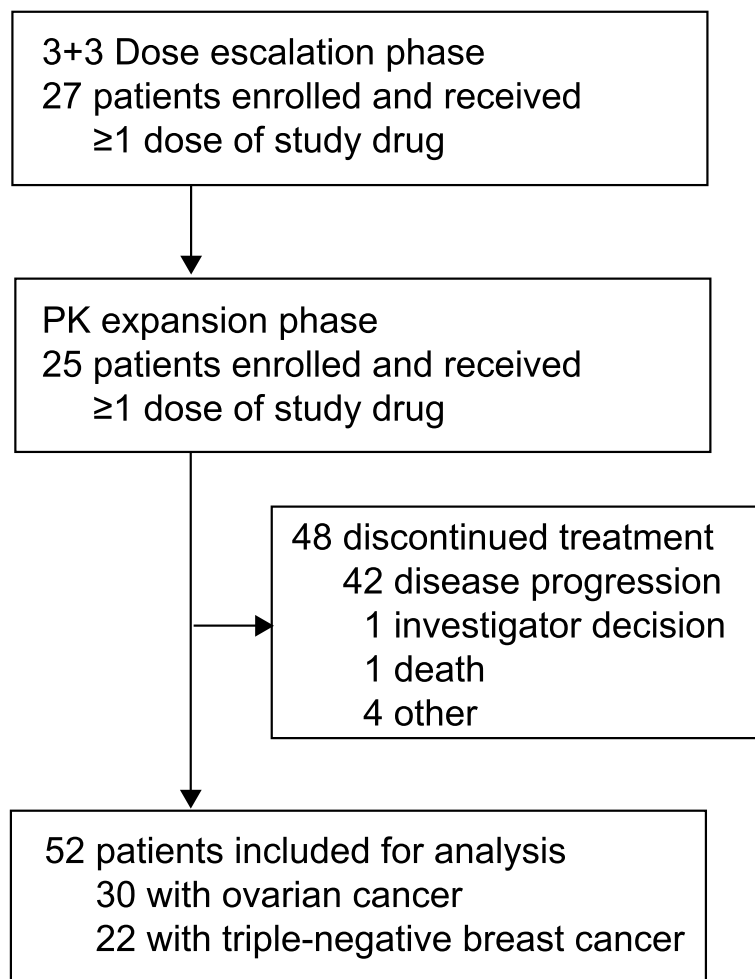 3+3 Dose escalation phase
27 patients enrolled and received
≥1 dose of study drug
PK expansion phase
25 patients enrolled and received
≥1 dose of study drug
48 discontinued treatment
42 disease progression
1 investigator decision
1 death
4 other
52 patients included for analysis
30 with ovarian cancer
22 with triple-negative breast cancer